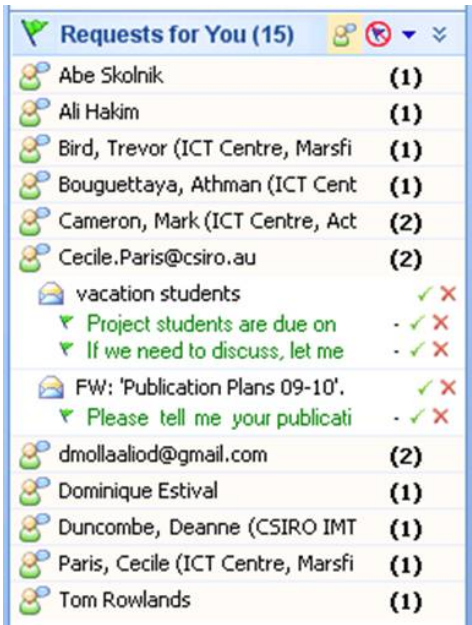 Requests for You (15)
Abe Skolnik (1)
Ali Hakim (1)
Bird, Trevor (ICT Centre, Marsfi (1)
Bouguettaya, Athman (ICT Cent (1)
Cameron, Mark (ICT Centre, Act (2)
Cecile.Paris@csiro.au (2)
vacation students
Project students are due on -
If we need to discuss, let me -
FW: 'Publication Plans 09-10'.
Please tell me your publicati -
dmollaaliod@gmail.com (2)
Dominique Estival (1)
Duncombe, Deanne (CSIRO IMT (1)
Paris, Cecile (ICT Centre, Marsfi (1)
Tom Rowlands (1)